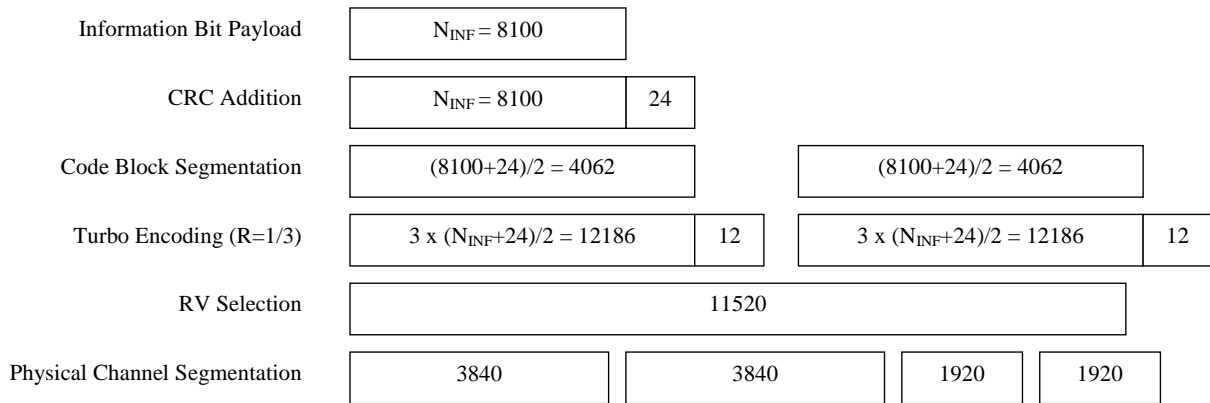 Information Bit Payload N_INF = 8100
CRC Addition N_INF = 8100 24
Code Block Segmentation (8100+24)/2 = 4062 (8100+24)/2 = 4062
Turbo Encoding (R=1/3) 3 x (N_INF+24)/2 = 12186 12 3 x (N_INF+24)/2 = 12186 12
RV Selection 11520
Physical Channel Segmentation 3840 3840 1920 1920